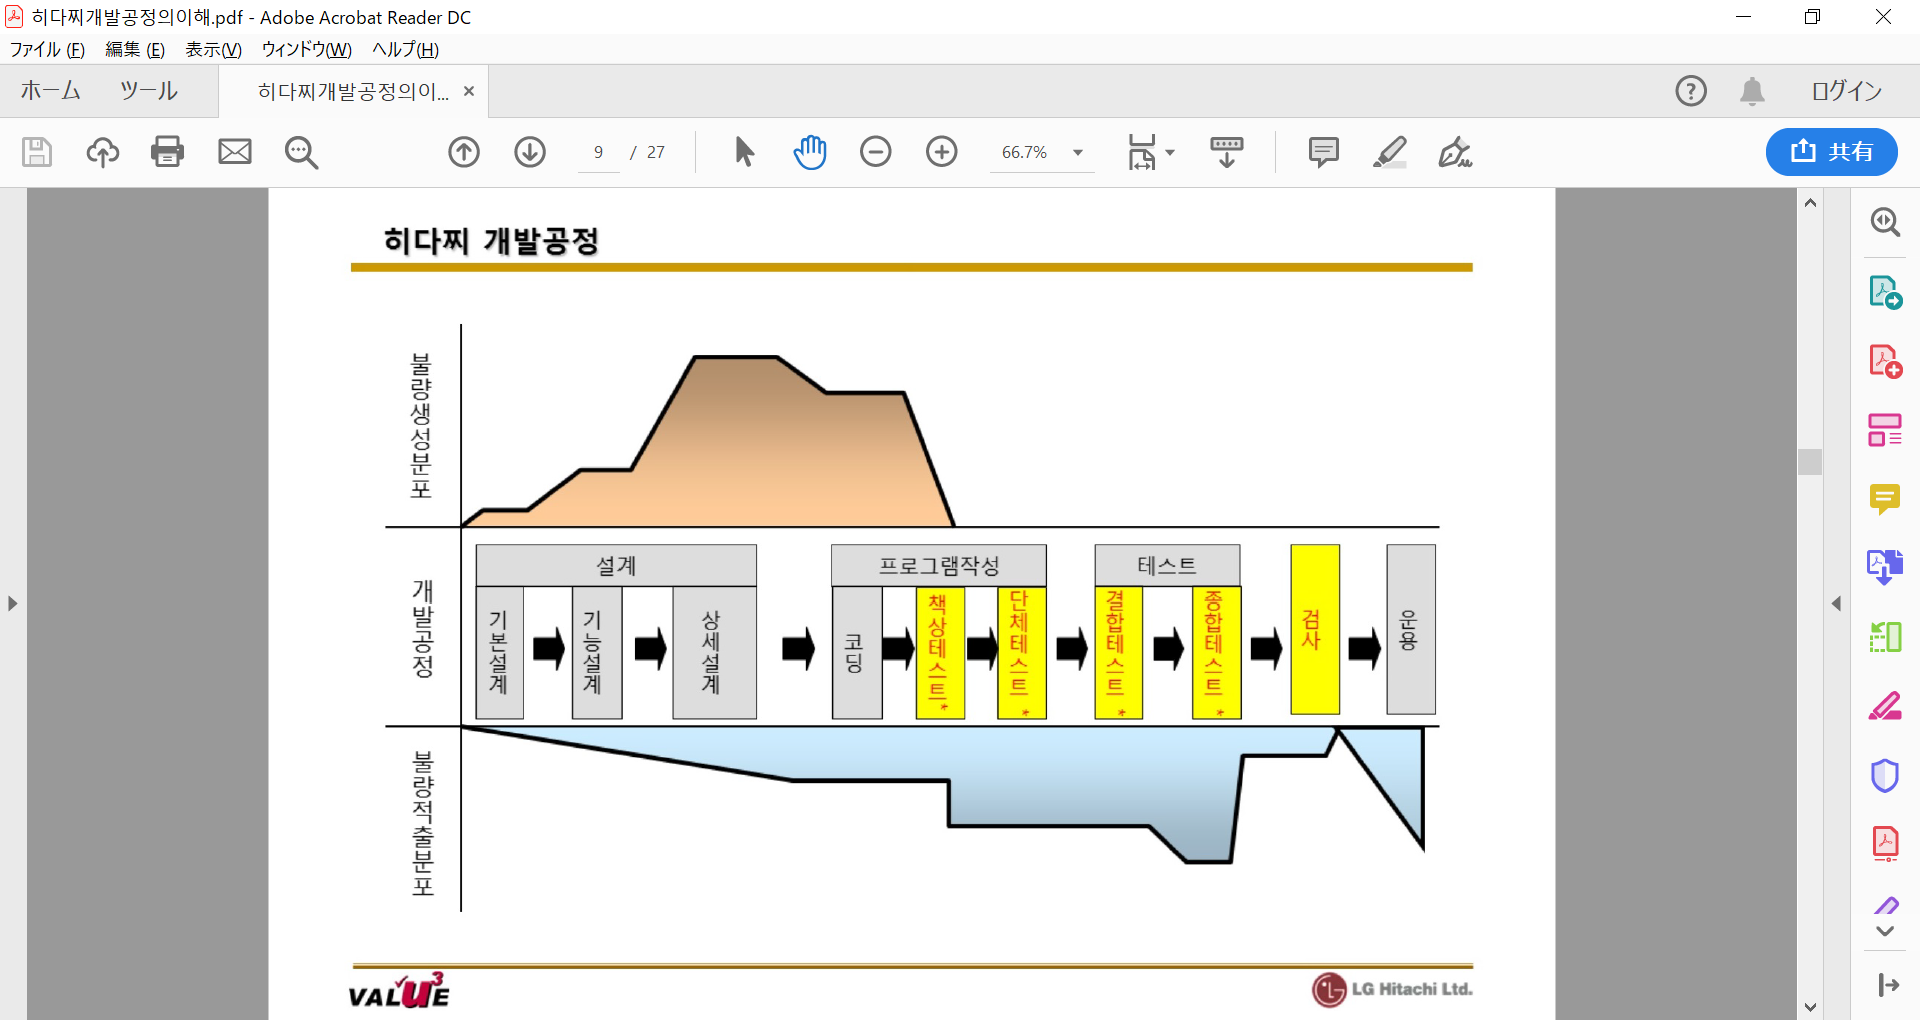 히다찌개발공정의이해.pdf - Adobe Acrobat Reader DC
ファイル (F) 編集 (E) 表示(V) ウィンドウ(W) ヘルプ(H)
ホーム ツール 히다찌개발공정의이... × ログイン
9 / 27 66.7% 共有
히다찌 개발공정
불량생성분포
개발공정
설계
프로그램작성
테스트
기본설계
기능설계
상세설계
코딩
책상테스트*
단체테스트*
결합테스트*
종합테스트*
검사
운용
불량적출분포
VALUE3
LG Hitachi Ltd.